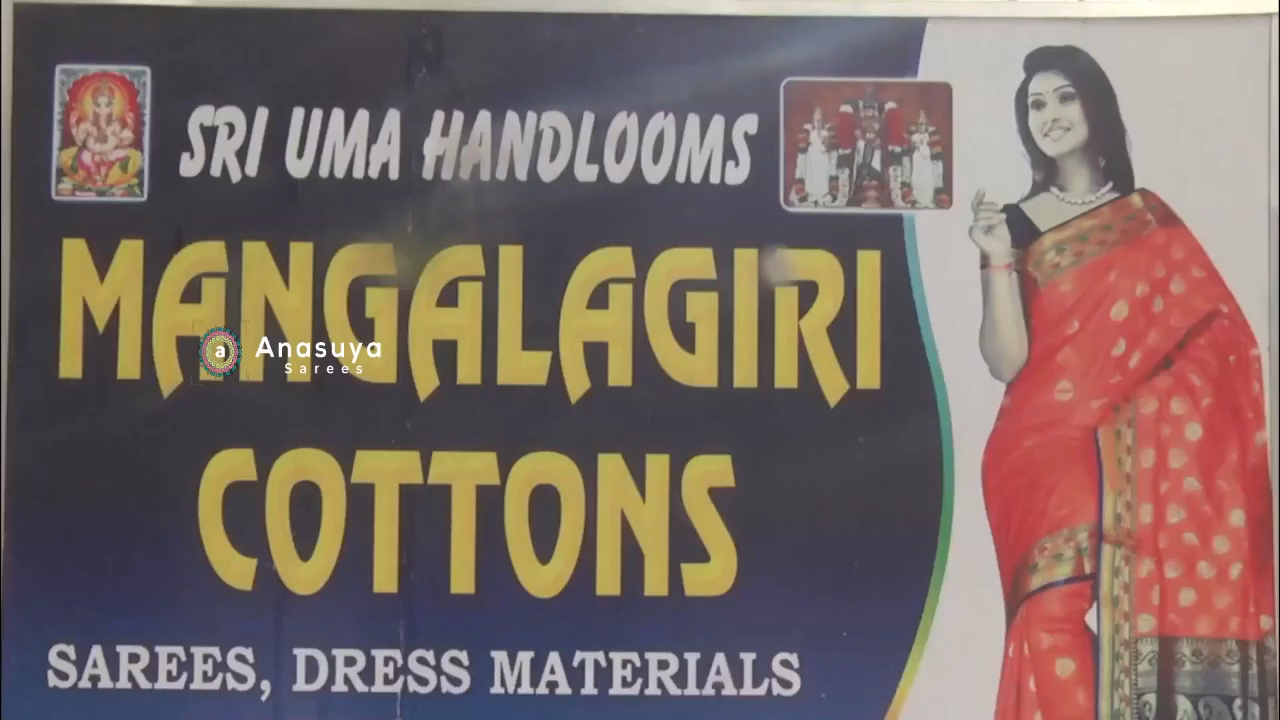 SRI UMA HANDLOOMS
MANGALAGIRI
a Anasuya
Sarees
COTTONS
SAREES, DRESS MATERIALS